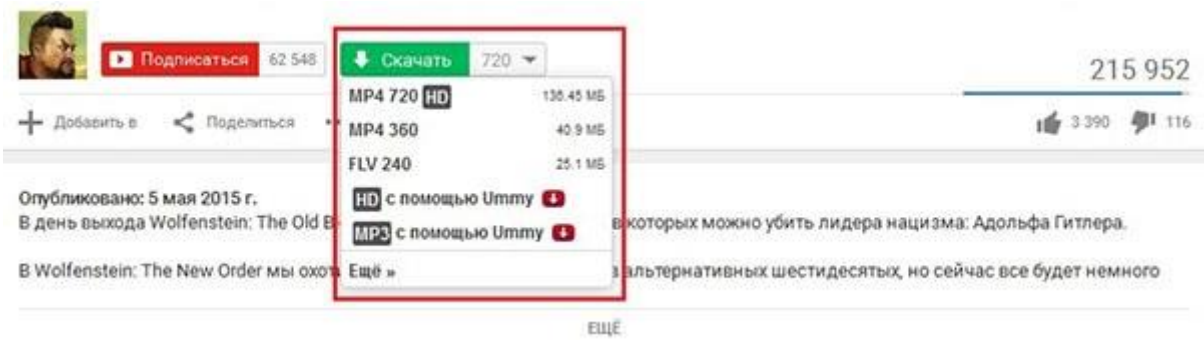 Подписаться 62 548 Скачать 720
215 952
MP4 720 HD 136.45 МБ
Добавить в Поделиться
3 390 116
MP4 360 40.9 МБ
FLV 240 25.1 МБ
Опубликовано: 5 мая 2015 г.
HD с помощью Ummy
В день выхода Wolfenstein: The Old B
в которых можно убить лидера нацизма: Адольфа Гитлера.
MP3 с помощью Ummy
В Wolfenstein: The New Order мы охот
Ещё »
альтернативных шестидесятых, но сейчас все будет немного
ЕЩЁ